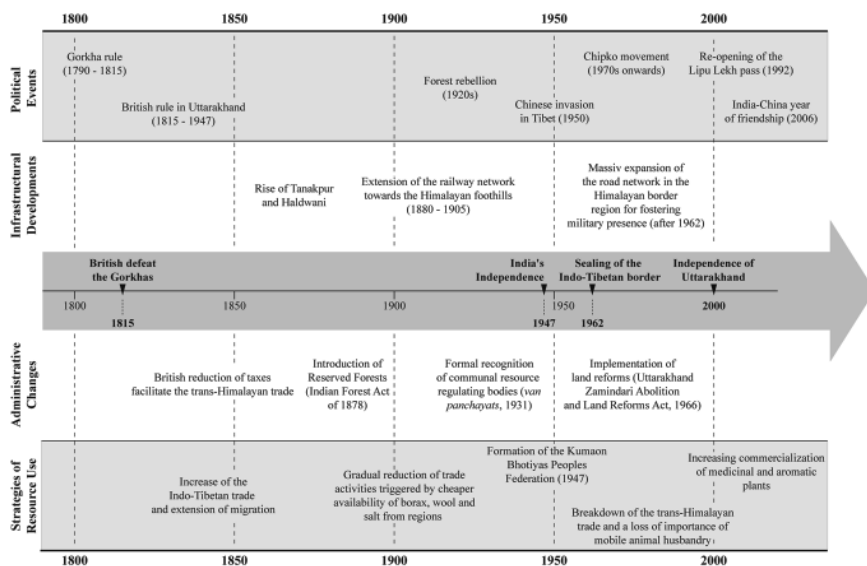 1800 1850 1900 1950 2000
Political
Events
Gorkha rule
(1790 - 1815)
British rule in Uttarakhand
(1815 - 1947)
Forest rebellion
(1920s)
Chinese invasion
in Tibet (1950)
Chipko movement
(1970s onwards)
Re-opening of the
Lipu Lekh pass (1992)
India-China year
of friendship (2006)
Infrastructural
Developments
Rise of Tanakpur
and Haldwani
Extension of the railway network
towards the Himalayan foothills
(1880 - 1905)
Massiv expansion of
the road network in the
Himalayan border
region for fostering
military presence (after 1962)
British defeat
the Gorkhas
India's
Independence
Sealing of the
Indo-Tibetan border
Independence of
Uttarakhand
1800 1850 1900 1950 2000
1815 1947 1962
Administrative
Changes
British reduction of taxes
facilitate the trans-Himalayan trade
Introduction of
Reserved Forests
(Indian Forest Act
of 1878)
Formal recognition
of communal resource
regulating bodies (van
panchayats, 1931)
Implementation of
land reforms (Uttarakhand
Zamindari Abolition
and Land Reforms Act, 1966)
Strategies of
Resource Use
Increase of the
Indo-Tibetan trade
and extension of migration
Gradual reduction of trade
activities triggered by cheaper
availability of borax, wool and
salt from regions
Formation of the Kumaon
Bhotiyas Peoples
Federation (1947)
Breakdown of the trans-Himalayan
trade and a loss of importance of
mobile animal husbandry
Increasing commercialization
of medicinal and aromatic
plants
1800 1850 1900 1950 2000